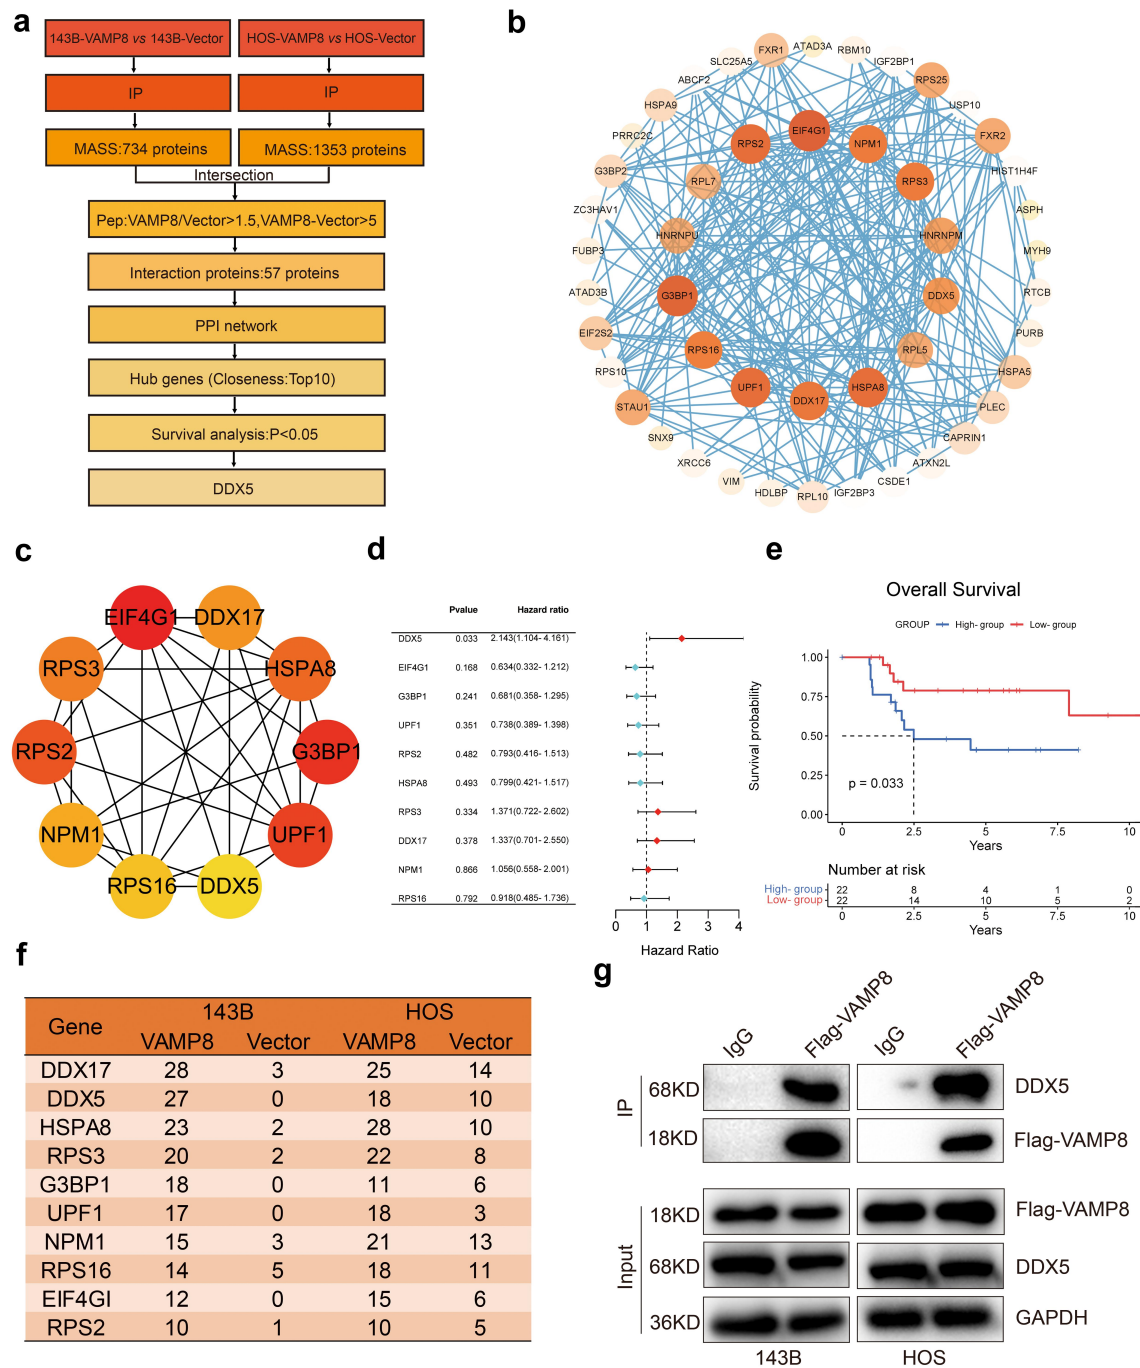 a
143B-VAMP8 vs 143B-Vector
HOS-VAMP8 vs HOS-Vector
IP
IP
MASS:734 proteins
MASS:1353 proteins
Intersection
Pep:VAMP8/Vector>1.5,VAMP8-Vector>5
Interaction proteins:57 proteins
PPI network
Hub genes (Closeness:Top10)
Survival analysis:P<0.05
DDX5
b
FXR1
ATAD3A
RBM10
SLC25A5
IGF2BP1
ABCF2
RPS25
HSPA9
USP10
PRRC2C
FXR2
G3BP2
HIST1H4F
ZC3HAV1
ASPH
FUBP3
MYH9
ATAD3B
RTCB
EIF2S2
PURB
RPS10
HSPA5
STAU1
PLEC
SNX9
CAPRIN1
XRCC6
ATXN2L
VIM
CSDE1
HDLBP
RPL10
IGF2BP3
EIF4G1
RPS2
NPM1
RPL7
RPS3
HNRNPU
HNRNPM
G3BP1
DDX5
RPS16
RPL5
UPF1
DDX17
HSPA8
c
EIF4G1
DDX17
RPS3
HSPA8
RPS2
G3BP1
NPM1
UPF1
RPS16
DDX5
d
Pvalue Hazard ratio
DDX5 0.033 2.143(1.104- 4.161)
EIF4G1 0.168 0.634(0.332- 1.212)
G3BP1 0.241 0.681(0.358- 1.295)
UPF1 0.351 0.738(0.389- 1.398)
RPS2 0.482 0.793(0.416- 1.513)
HSPA8 0.493 0.799(0.421- 1.517)
RPS3 0.334 1.371(0.722- 2.602)
DDX17 0.378 1.337(0.701- 2.550)
NPM1 0.866 1.056(0.558- 2.001)
RPS16 0.792 0.918(0.485- 1.736)
0 1 2 3 4
Hazard Ratio
e
Overall Survival
GROUP High- group Low- group
Survival probability
1.00
0.75
0.50
0.25
0.00
p = 0.033
0 2.5 5 7.5 10
Years
Number at risk
High- group 22 8 4 1 0
Low- group 22 14 10 5 2
0 2.5 5 7.5 10
Years
f
Gene 143B HOS
VAMP8 Vector VAMP8 Vector
DDX17 28 3 25 14
DDX5 27 0 18 10
HSPA8 23 2 28 10
RPS3 20 2 22 8
G3BP1 18 0 11 6
UPF1 17 0 18 3
NPM1 15 3 21 13
RPS16 14 5 18 11
EIF4GI 12 0 15 6
RPS2 10 1 10 5
g
IgG Flag-VAMP8 IgG Flag-VAMP8
IP
68KD DDX5
18KD Flag-VAMP8
Input
18KD Flag-VAMP8
68KD DDX5
36KD GAPDH
143B HOS